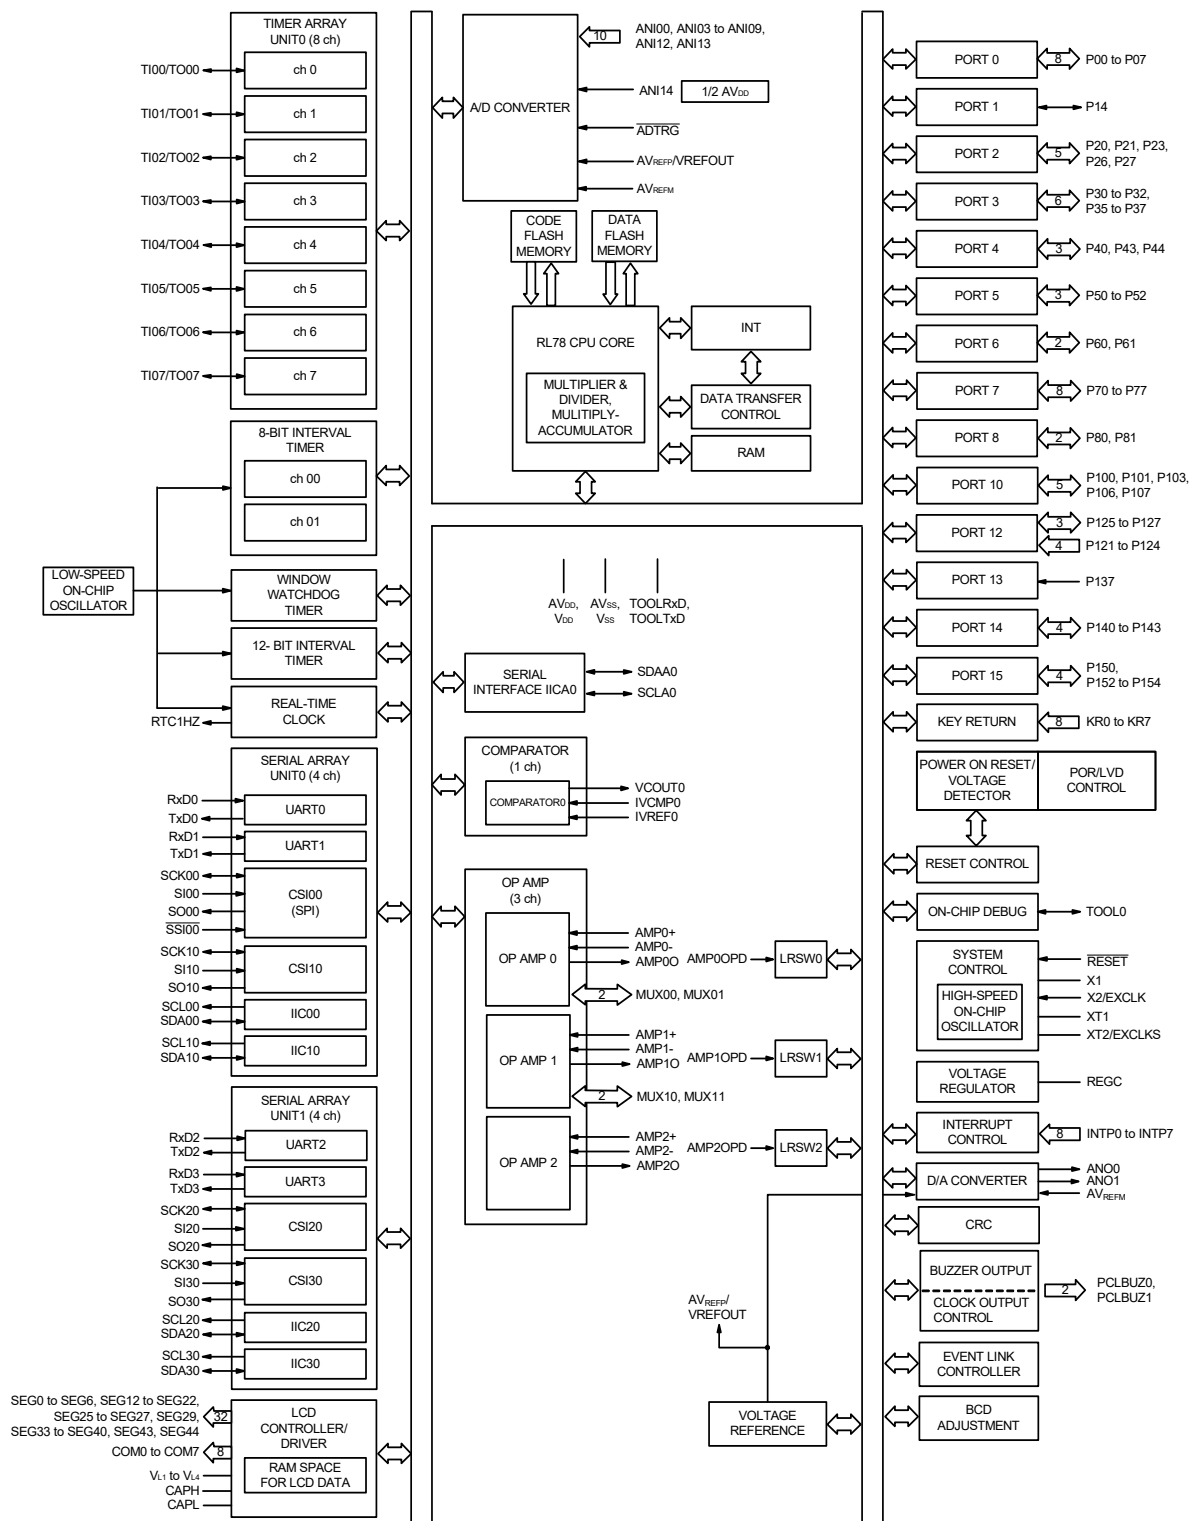 TIMER ARRAY
UNIT0 (8 ch)
TI00/TO00
ch 0
TI01/TO01
ch 1
TI02/TO02
ch 2
TI03/TO03
ch 3
TI04/TO04
ch 4
TI05/TO05
ch 5
TI06/TO06
ch 6
TI07/TO07
ch 7
8-BIT INTERVAL
TIMER
ch 00
ch 01
LOW-SPEED
ON-CHIP
OSCILLATOR
WINDOW
WATCHDOG
TIMER
12- BIT INTERVAL
TIMER
REAL-TIME
CLOCK
RTC1HZ
SERIAL ARRAY
UNIT0 (4 ch)
RxD0
TxD0
UART0
RxD1
TxD1
UART1
SCK00
SI00
SO00
SSI00
CSI00
(SPI)
SCK10
SI10
SO10
CSI10
SCL00
SDA00
IIC00
SCL10
SDA10
IIC10
SERIAL ARRAY
UNIT1 (4 ch)
RxD2
TxD2
UART2
RxD3
TxD3
UART3
SCK20
SI20
SO20
CSI20
SCK30
SI30
SO30
CSI30
SCL20
SDA20
IIC20
SCL30
SDA30
IIC30
SEG0 to SEG6, SEG12 to SEG22,
SEG25 to SEG27, SEG29,
SEG33 to SEG40, SEG43, SEG44
32
COM0 to COM7
8
VL1 to VL4
CAPH
CAPL
LCD
CONTROLLER/
DRIVER
RAM SPACE
FOR LCD DATA
A/D CONVERTER
10
ANI00, ANI03 to ANI09,
ANI12, ANI13
ANI14
1/2 AVDD
ADTRG
AVREFP/VREFOUT
AVREFM
CODE
FLASH
MEMORY
DATA
FLASH
MEMORY
RL78 CPU CORE
MULTIPLIER &
DIVIDER,
MULITIPLY-
ACCUMULATOR
INT
DATA TRANSFER
CONTROL
RAM
AVDD,
VDD
AVSS,
VSS
TOOLRxD,
TOOLTxD
SERIAL
INTERFACE IICA0
SDAA0
SCLA0
COMPARATOR
(1 ch)
COMPARATOR0
VCOUT0
IVCMP0
IVREF0
OP AMP
(3 ch)
OP AMP 0
AMP0+
AMP0-
AMP0O
2
MUX00, MUX01
AMP0OPD
LRSW0
OP AMP 1
AMP1+
AMP1-
AMP1O
2
MUX10, MUX11
AMP1OPD
LRSW1
OP AMP 2
AMP2+
AMP2-
AMP2O
AMP2OPD
LRSW2
AVREFP/
VREFOUT
VOLTAGE
REFERENCE
PORT 0
8
P00 to P07
PORT 1
P14
PORT 2
5
P20, P21, P23,
P26, P27
PORT 3
6
P30 to P32,
P35 to P37
PORT 4
3
P40, P43, P44
PORT 5
3
P50 to P52
PORT 6
2
P60, P61
PORT 7
8
P70 to P77
PORT 8
2
P80, P81
PORT 10
5
P100, P101, P103,
P106, P107
PORT 12
3
P125 to P127
4
P121 to P124
PORT 13
P137
PORT 14
4
P140 to P143
PORT 15
4
P150,
P152 to P154
KEY RETURN
8
KR0 to KR7
POWER ON RESET/
VOLTAGE
DETECTOR
POR/LVD
CONTROL
RESET CONTROL
ON-CHIP DEBUG
TOOL0
SYSTEM
CONTROL
HIGH-SPEED
ON-CHIP
OSCILLATOR
RESET
X1
X2/EXCLK
XT1
XT2/EXCLKS
VOLTAGE
REGULATOR
REGC
INTERRUPT
CONTROL
8
INTP0 to INTP7
D/A CONVERTER
ANO0
ANO1
AVREFM
CRC
BUZZER OUTPUT
CLOCK OUTPUT
CONTROL
2
PCLBUZ0,
PCLBUZ1
EVENT LINK
CONTROLLER
BCD
ADJUSTMENT